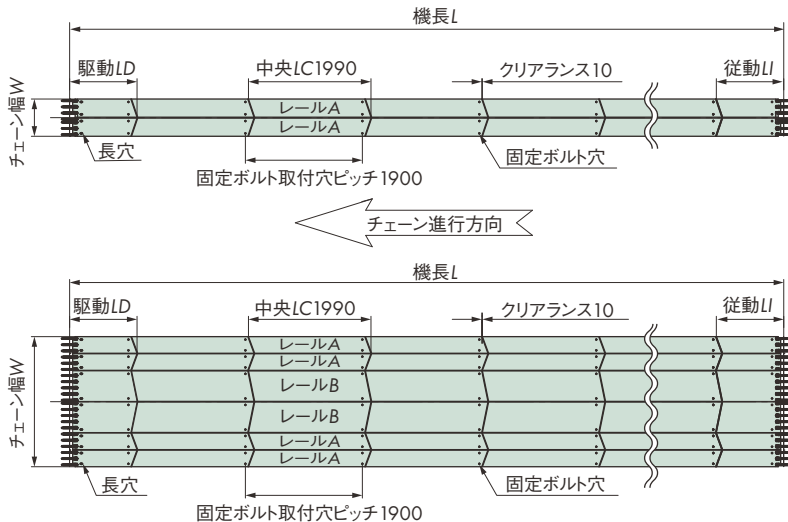 機長L
駆動LD
中央LC1990
クリアランス10
従動LI
チェーン幅W
レールA
レールA
長穴
固定ボルト穴
固定ボルト取付穴ピッチ1900
チェーン進行方向
機長L
駆動LD
中央LC1990
クリアランス10
従動LI
チェーン幅W
レールA
レールA
レールB
レールB
レールA
レールA
長穴
固定ボルト穴
固定ボルト取付穴ピッチ1900